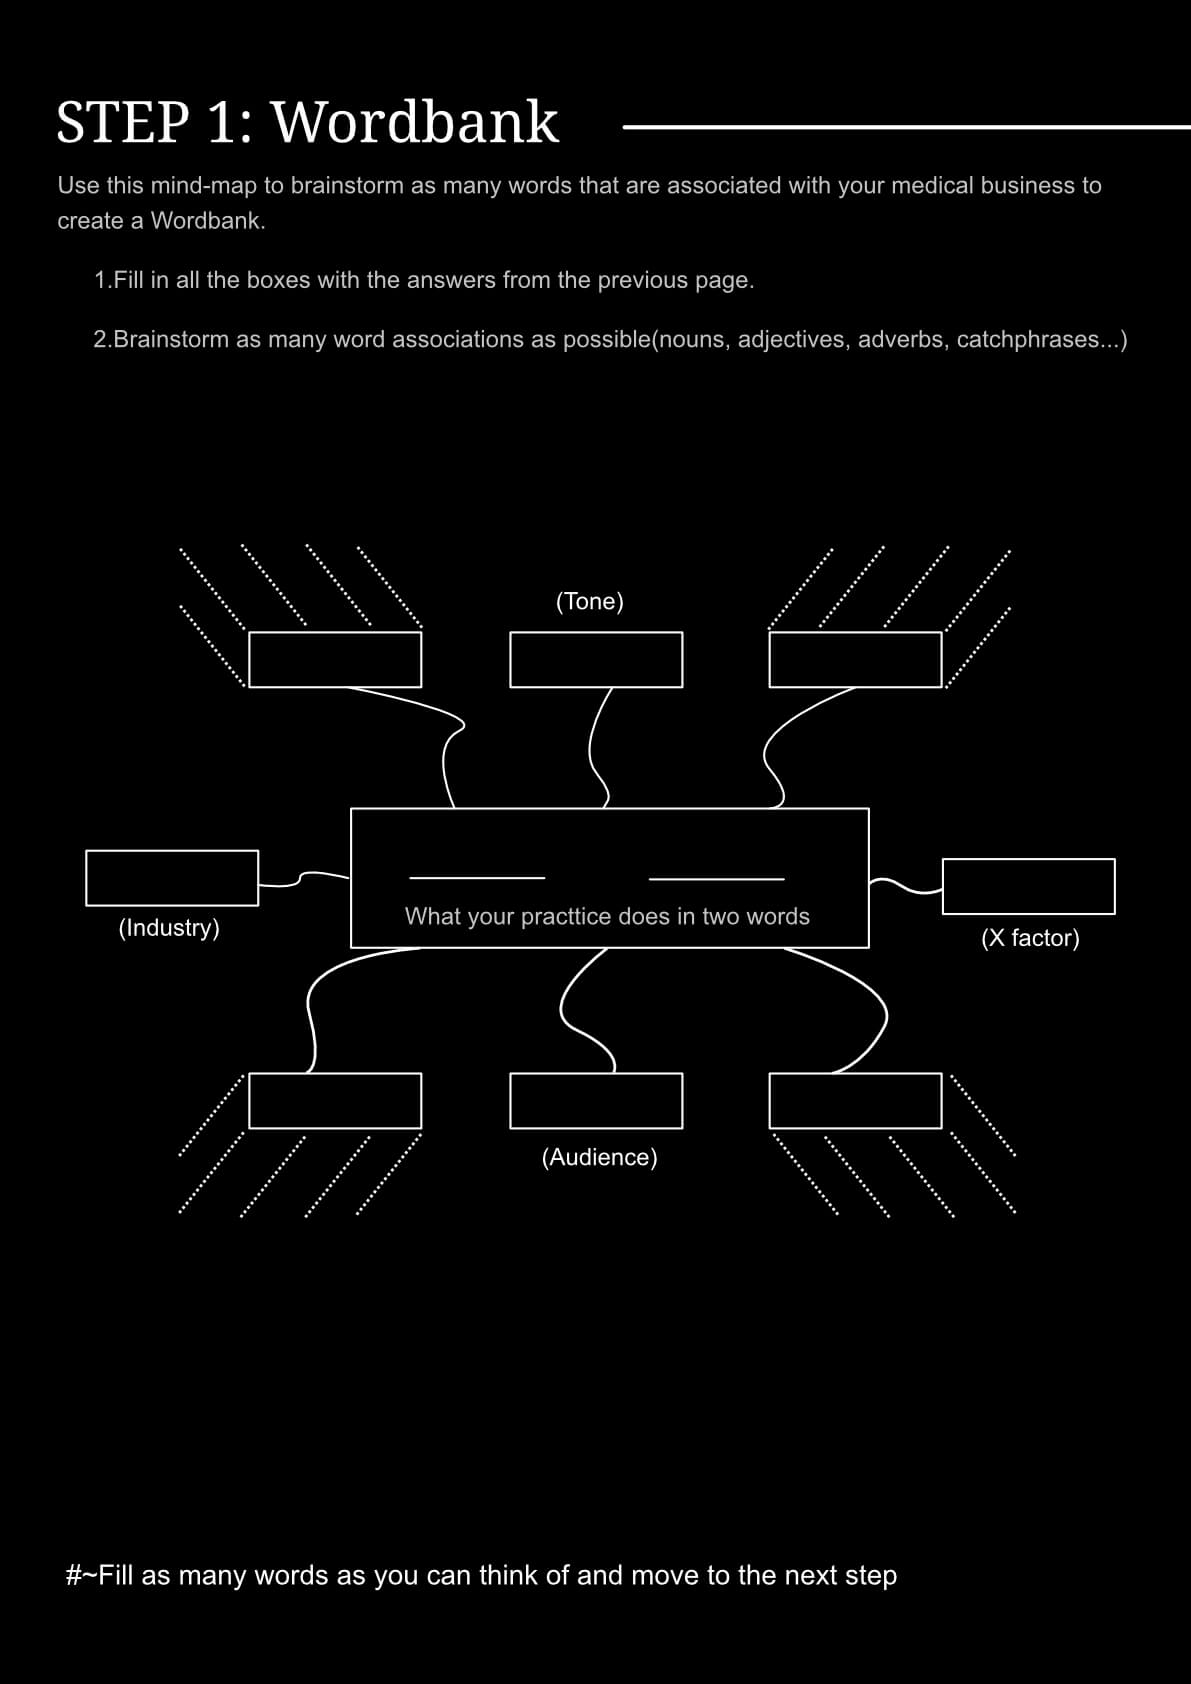 STEP 1: Wordbank
Use this mind-map to brainstorm as many words that are associated with your medical business to
create a Wordbank.
1.Fill in all the boxes with the answers from the previous page.
2.Brainstorm as many word associations as possible(nouns, adjectives, adverbs, catchphrases...)
(Tone)
What your practtice does in two words
(Industry)
(X factor)
(Audience)
#~Fill as many words as you can think of and move to the next step